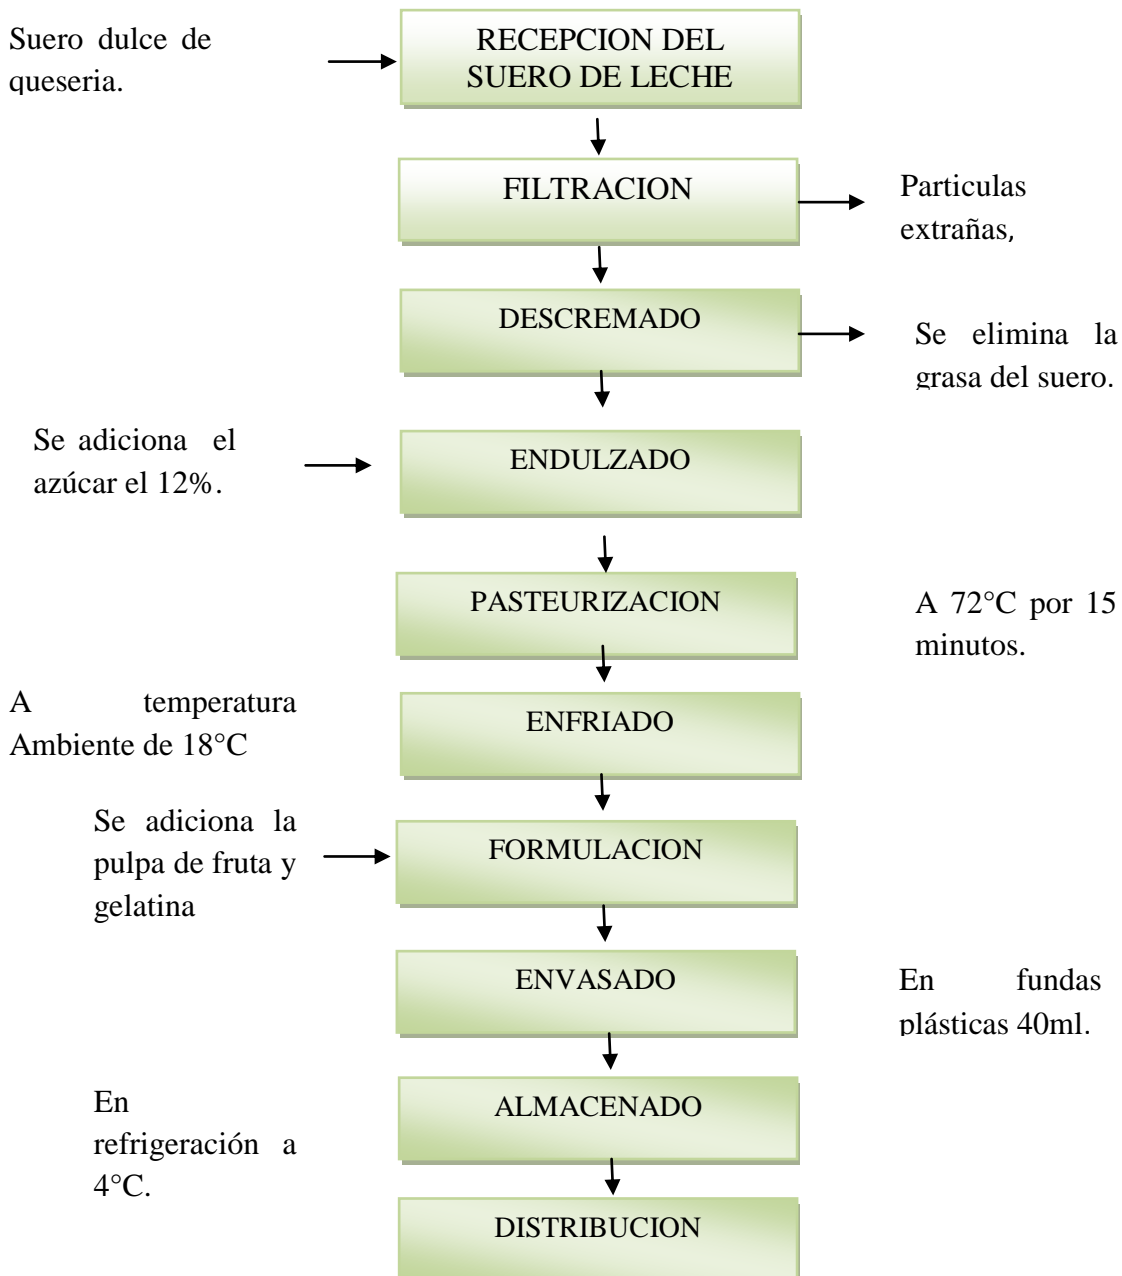 Suero dulce de
queseria.
RECEPCION DEL
SUERO DE LECHE
FILTRACION
Particulas
extrañas,
DESCREMADO
Se elimina la
grasa del suero.
Se adiciona el
azúcar el 12%.
ENDULZADO
PASTEURIZACION
A 72°C por 15
minutos.
A temperatura
Ambiente de 18°C
ENFRIADO
Se adiciona la
pulpa de fruta y
gelatina
FORMULACION
ENVASADO
En fundas
plásticas 40ml.
En
refrigeración a
4°C.
ALMACENADO
DISTRIBUCION